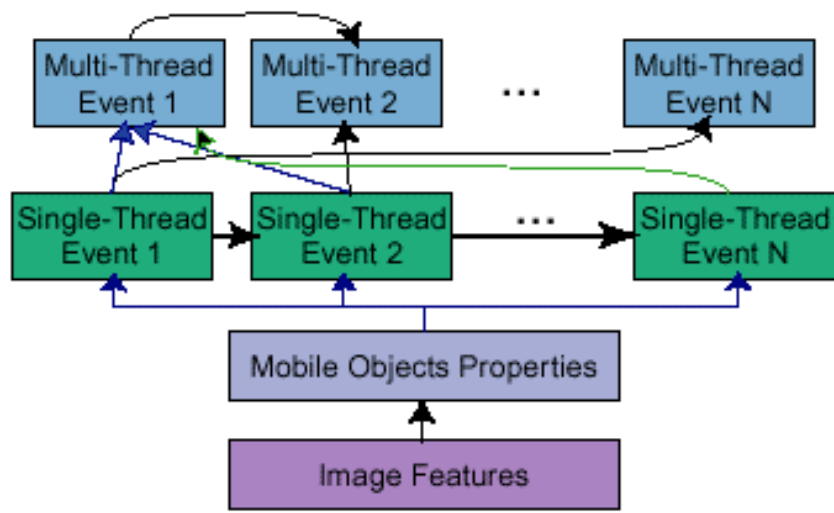 Multi-Thread
Event 1
Multi-Thread
Event 2
...
Multi-Thread
Event N
Single-Thread
Event 1
Single-Thread
Event 2
...
Single-Thread
Event N
Mobile Objects Properties
Image Features